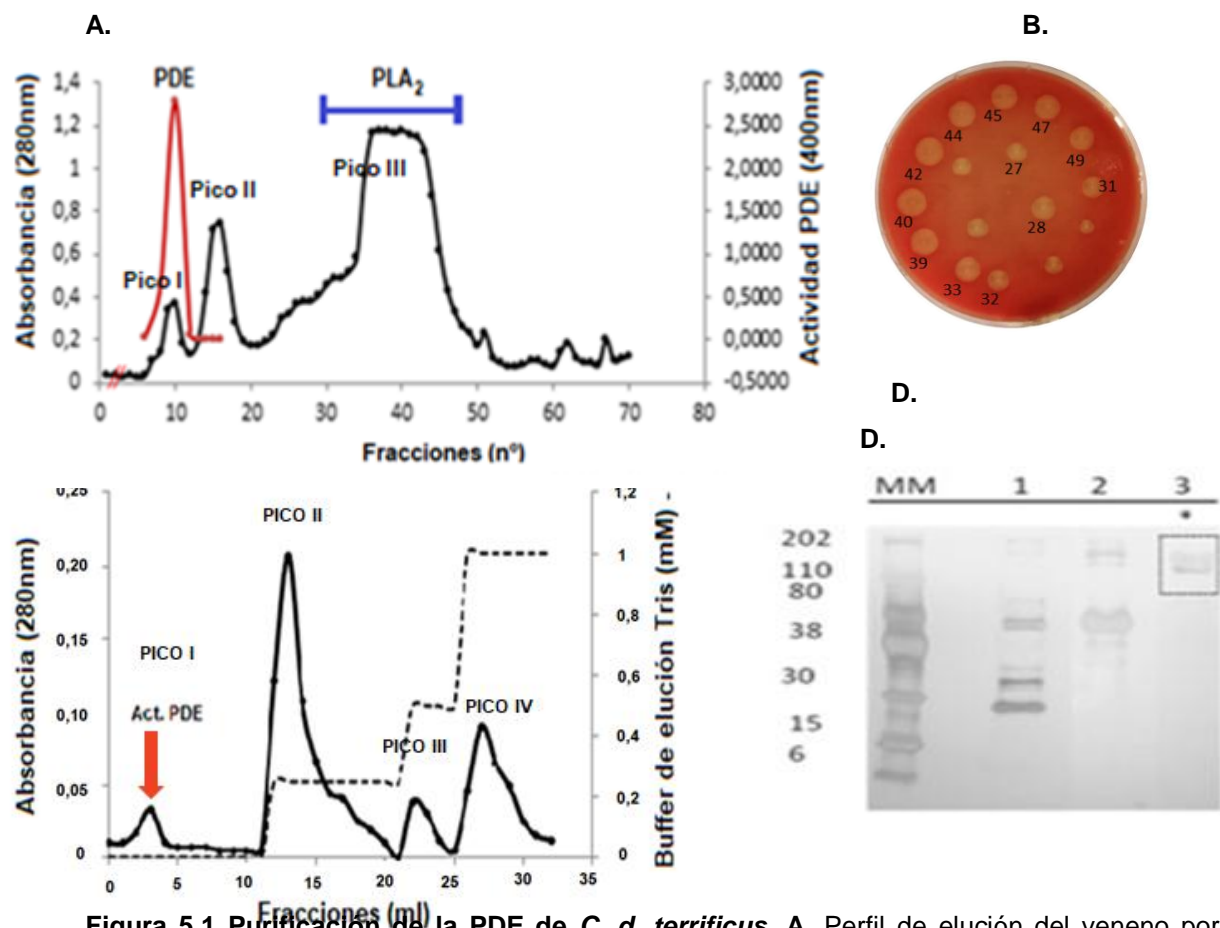 A.
B.
PDE
PLA2
Pico I
Pico II
Pico III
Absorbancia (280nm)
1,4
1,2
1
0,8
0,6
0,4
0,2
0
Actividad PDE (400nm)
3,0000
2,5000
2,0000
1,5000
1,0000
0,5000
0,0000
-0,5000
0 10 20 30 40 50 60 70 80
Fracciones (nº)
45
47
44
49
42
27
31
40
28
39
33
32
D.
D.
Absorbancia (280nm)
0,25
0,20
0,15
0,10
0,05
0
PICO I
Act. PDE
PICO II
PICO III
PICO IV
Buffer de elución Tris (mM) -
1,2
1
0,8
0,6
0,4
0,2
0
0 5 10 15 20 25 30 35
Fracciones (ml)
MM 1 2 3
*
202
110
80
38
30
15
6
Figura 5.1 Purificación de la PDE de C. d. terrificus. A. Perfil de elución del veneno por